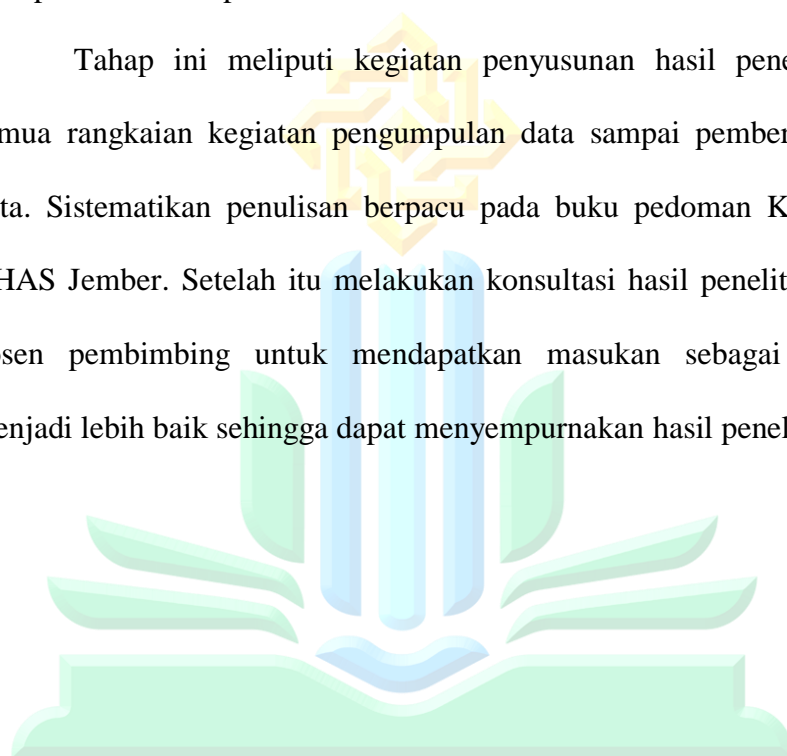 Tahap ini meliputi kegiatan penyusunan hasil pene
mua rangkaian kegiatan pengumpulan data sampai pember
ta. Sistematikan penulisan berpacu pada buku pedoman K
HAS Jember. Setelah itu melakukan konsultasi hasil penelit
osen pembimbing untuk mendapatkan masukan sebagai
enjadi lebih baik sehingga dapat menyempurnakan hasil penel